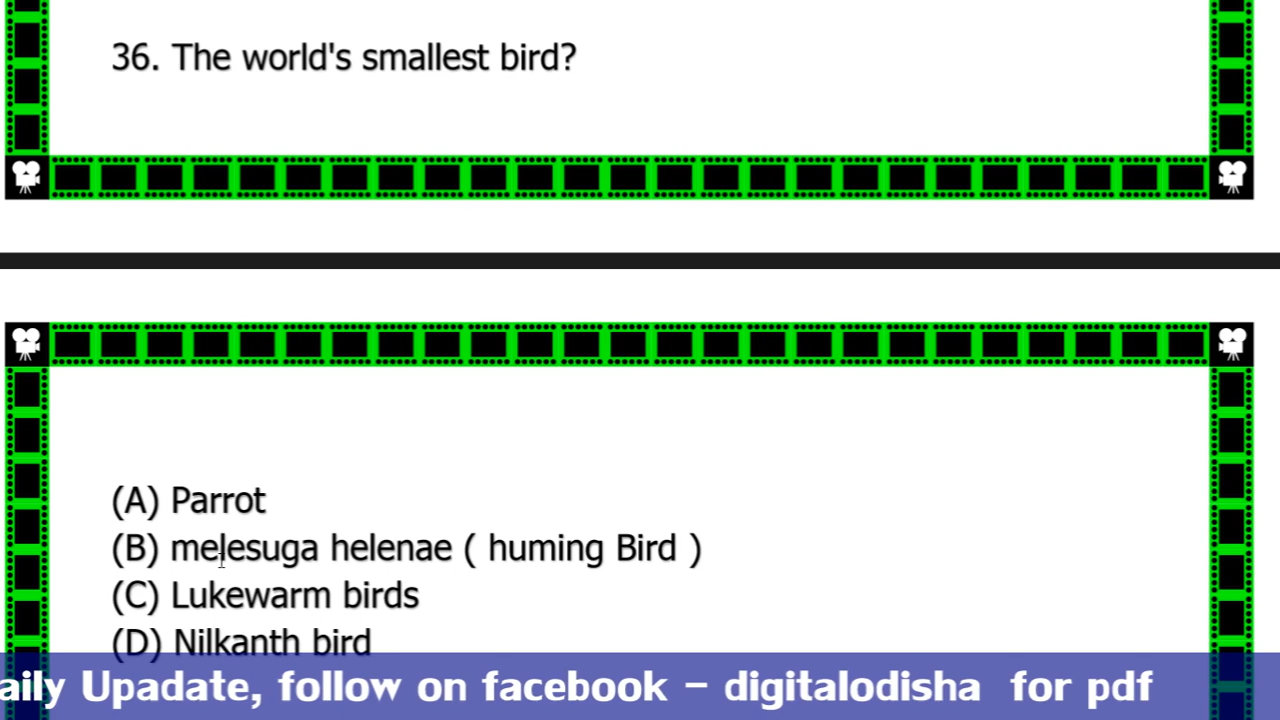 36. The world's smallest bird?
(A) Parrot
(B) melesuga helenae ( huming Bird )
(C) Lukewarm birds
(D) Nilkanth bird
aily Upadate, follow on facebook - digitalodisha for pdf